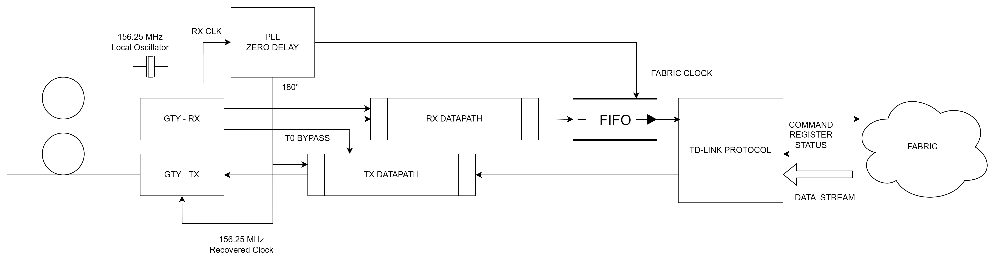 RX CLK
156.25 MHz
Local Oscillator
PLL
ZERO DELAY
FABRIC CLOCK
180°
GTY - RX
RX DATAPATH
FIFO
T0 BYPASS
COMMAND
REGISTER
STATUS
TD-LINK PROTOCOL
FABRIC
GTY - TX
TX DATAPATH
DATA  STREAM
156.25 MHz
Recovered Clock